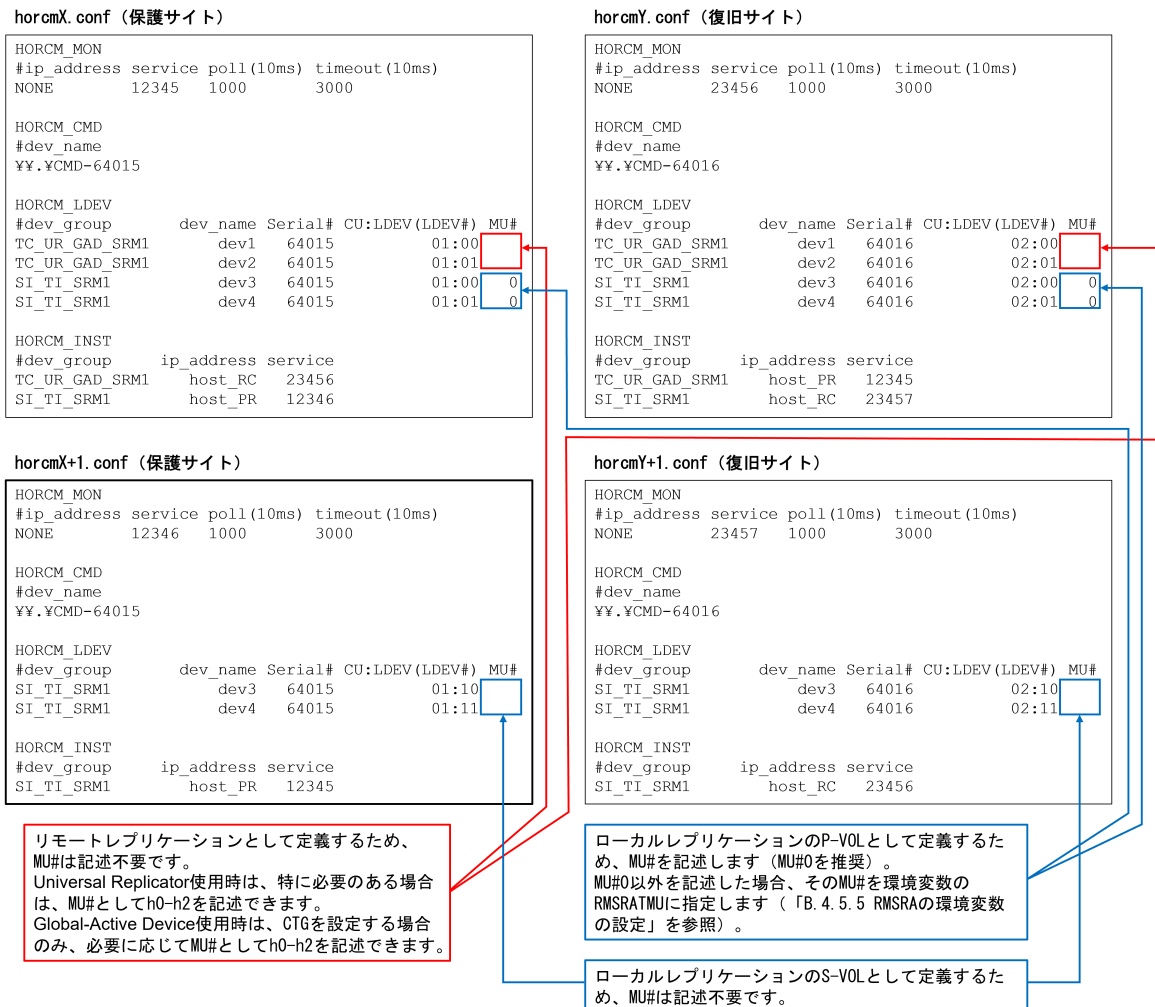 horcmX.conf（保護サイト）
HORCM_MON
#ip_address service poll(10ms) timeout(10ms)
NONE 12345 1000 3000
HORCM_CMD
#dev_name
¥¥.¥CMD-64015
HORCM_LDEV
#dev_group dev_name Serial# CU:LDEV(LDEV#) MU#
TC_UR_GAD_SRM1 dev1 64015 01:00
TC_UR_GAD_SRM1 dev2 64015 01:01
SI_TI_SRM1 dev3 64015 01:00 0
SI_TI_SRM1 dev4 64015 01:01 0
HORCM_INST
#dev_group ip_address service
TC_UR_GAD_SRM1 host_RC 23456
SI_TI_SRM1 host_PR 12346
horcmY.conf（復旧サイト）
HORCM_MON
#ip_address service poll(10ms) timeout(10ms)
NONE 23456 1000 3000
HORCM_CMD
#dev_name
¥¥.¥CMD-64016
HORCM_LDEV
#dev_group dev_name Serial# CU:LDEV(LDEV#) MU#
TC_UR_GAD_SRM1 dev1 64016 02:00
TC_UR_GAD_SRM1 dev2 64016 02:01
SI_TI_SRM1 dev3 64016 02:00 0
SI_TI_SRM1 dev4 64016 02:01 0
HORCM_INST
#dev_group ip_address service
TC_UR_GAD_SRM1 host_PR 12345
SI_TI_SRM1 host_RC 23457
horcmX+1.conf（保護サイト）
HORCM_MON
#ip_address service poll(10ms) timeout(10ms)
NONE 12346 1000 3000
HORCM_CMD
#dev_name
¥¥.¥CMD-64015
HORCM_LDEV
#dev_group dev_name Serial# CU:LDEV(LDEV#) MU#
SI_TI_SRM1 dev3 64015 01:10
SI_TI_SRM1 dev4 64015 01:11
HORCM_INST
#dev_group ip_address service
SI_TI_SRM1 host_PR 12345
horcmY+1.conf（復旧サイト）
HORCM_MON
#ip_address service poll(10ms) timeout(10ms)
NONE 23457 1000 3000
HORCM_CMD
#dev_name
¥¥.¥CMD-64016
HORCM_LDEV
#dev_group dev_name Serial# CU:LDEV(LDEV#) MU#
SI_TI_SRM1 dev3 64016 02:10
SI_TI_SRM1 dev4 64016 02:11
HORCM_INST
#dev_group ip_address service
SI_TI_SRM1 host_RC 23456
リモートレプリケーションとして定義するため、
MU#は記述不要です。
Universal Replicator使用時は、特に必要のある場合
は、MU#としてh0-h2を記述できます。
Global-Active Device使用時は、CTGを設定する場合
のみ、必要に応じてMU#としてh0-h2を記述できます。
ローカルレプリケーションのP-VOLとして定義するた
め、MU#を記述します（MU#0を推奨）。
MU#0以外を記述した場合、そのMU#を環境変数の
RMSRATMUに指定します（「B.4.5.5 RMSRAの環境変数
の設定」を参照）。
ローカルレプリケーションのS-VOLとして定義するた
め、MU#は記述不要です。